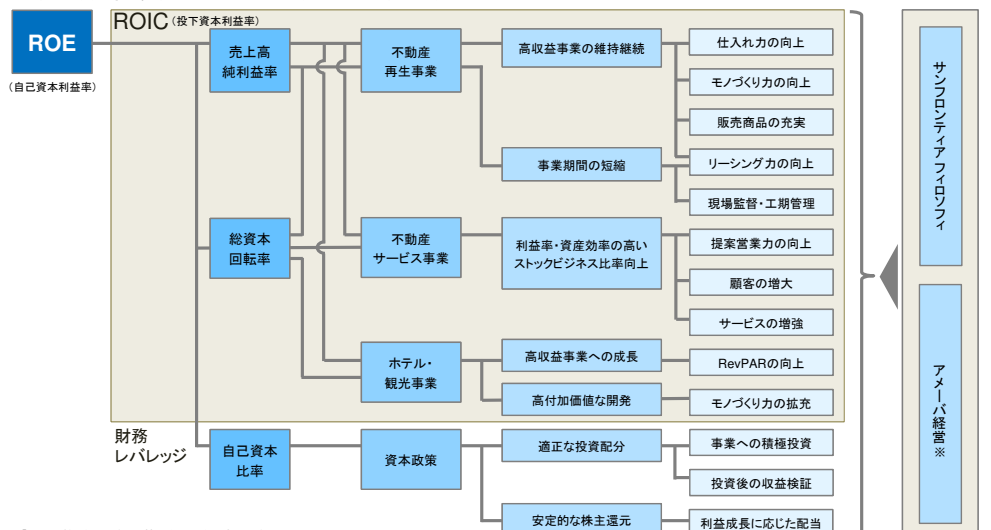 ROE
(自己資本利益率)
ROIC(投下資本利益率)
売上高
純利益率
総資本
回転率
不動産
再生事業
不動産
サービス事業
ホテル・
観光事業
高収益事業の維持継続
事業期間の短縮
利益率・資産効率の高い
ストックビジネス比率向上
高収益事業への成長
高付加価値な開発
仕入れ力の向上
モノづくり力の向上
販売商品の充実
リーシング力の向上
現場監督・工期管理
提案営業力の向上
顧客の増大
サービスの増強
RevPARの向上
モノづくり力の拡充
財務
レバレッジ
自己資本
比率
資本政策
適正な投資配分
安定的な株主還元
事業への積極投資
投資後の収益検証
利益成長に応じた配当
サンフロンティアフィロソフィ
アメーバ経営※